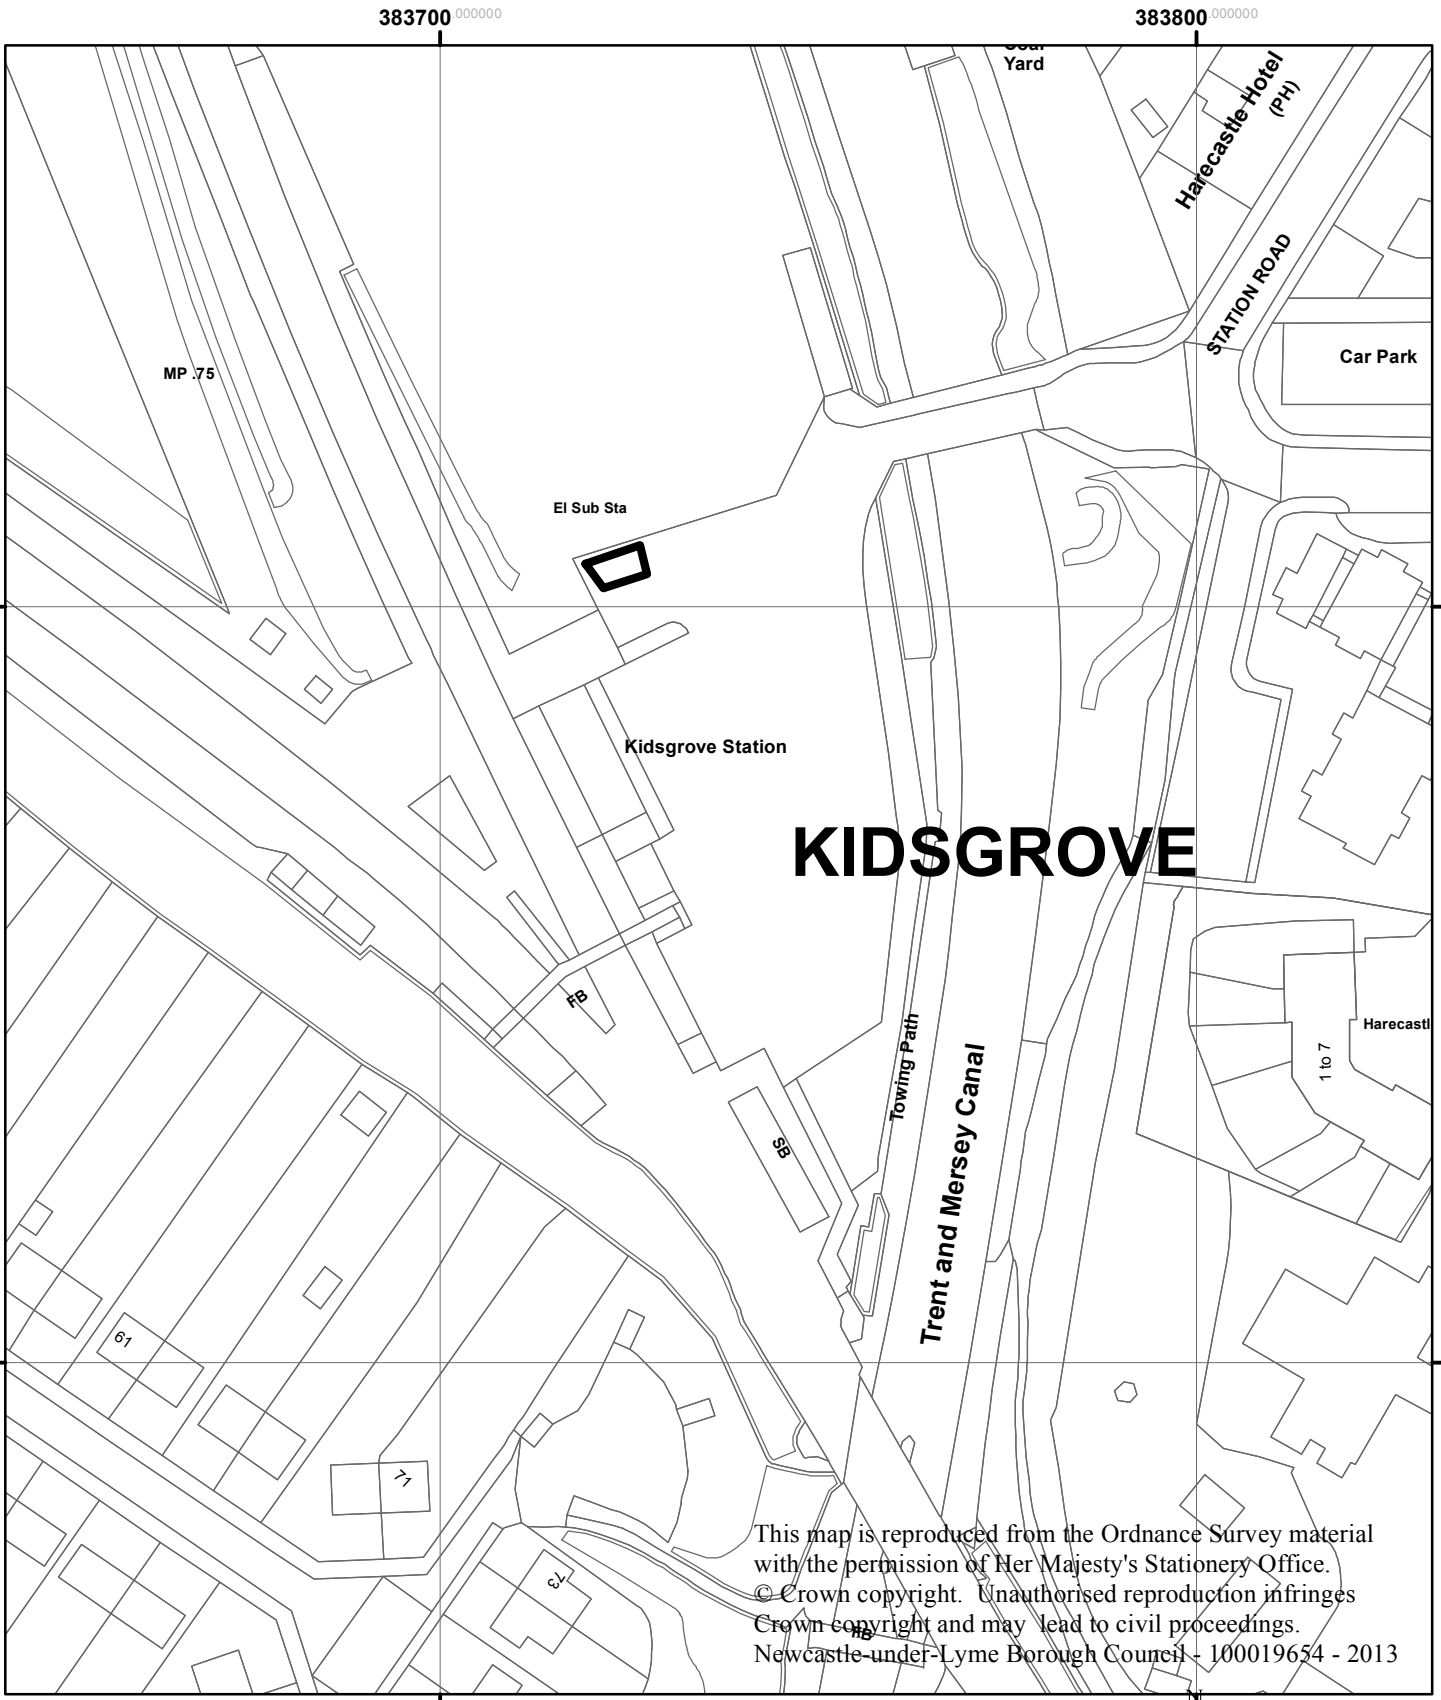 383700.000000
383800.000000
Yard
Harecastle Hotel
(PH)
STATION ROAD
Car Park
MP .75
El Sub Sta
Kidsgrove Station
KIDSGROVE
FB
Towing Path
Harecastl
1 to 7
Trent and Mersey Canal
SB
61
71
73
This map is reproduced from the Ordnance Survey material
with the permission of Her Majesty's Stationery Office.
© Crown copyright. Unauthorised reproduction infringes
Crown copyright and may lead to civil proceedings.
FB
Newcastle-under-Lyme Borough Council - 100019654 - 2013
N